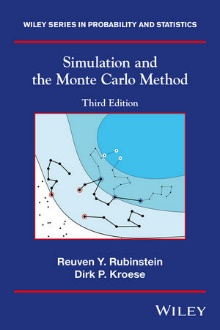 WILEY SERIES IN PROBABILITY AND STATISTICS
Simulation and
the Monte Carlo Method
Third Edition
Reuven Y. Rubinstein
Dirk P. Kroese
WILEY